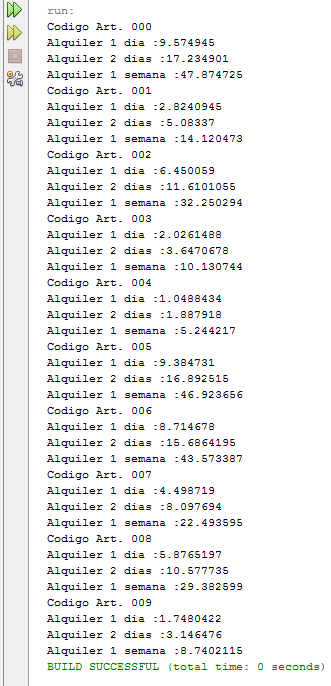 run:
Codigo Art. 000
Alquiler 1 dia :9.574945
Alquiler 2 dias :17.234901
Alquiler 1 semana :47.874725
Codigo Art. 001
Alquiler 1 dia :2.8240945
Alquiler 2 dias :5.08337
Alquiler 1 semana :14.120473
Codigo Art. 002
Alquiler 1 dia :6.450059
Alquiler 2 dias :11.6101055
Alquiler 1 semana :32.250294
Codigo Art. 003
Alquiler 1 dia :2.0261488
Alquiler 2 dias :3.6470678
Alquiler 1 semana :10.130744
Codigo Art. 004
Alquiler 1 dia :1.0488434
Alquiler 2 dias :1.887918
Alquiler 1 semana :5.244217
Codigo Art. 005
Alquiler 1 dia :9.384731
Alquiler 2 dias :16.892515
Alquiler 1 semana :46.923656
Codigo Art. 006
Alquiler 1 dia :8.714678
Alquiler 2 dias :15.6864195
Alquiler 1 semana :43.573387
Codigo Art. 007
Alquiler 1 dia :4.498719
Alquiler 2 dias :8.097694
Alquiler 1 semana :22.493595
Codigo Art. 008
Alquiler 1 dia :5.8765197
Alquiler 2 dias :10.577735
Alquiler 1 semana :29.382599
Codigo Art. 009
Alquiler 1 dia :1.7480422
Alquiler 2 dias :3.146476
Alquiler 1 semana :8.7402115
BUILD SUCCESSFUL (total time: 0 seconds)